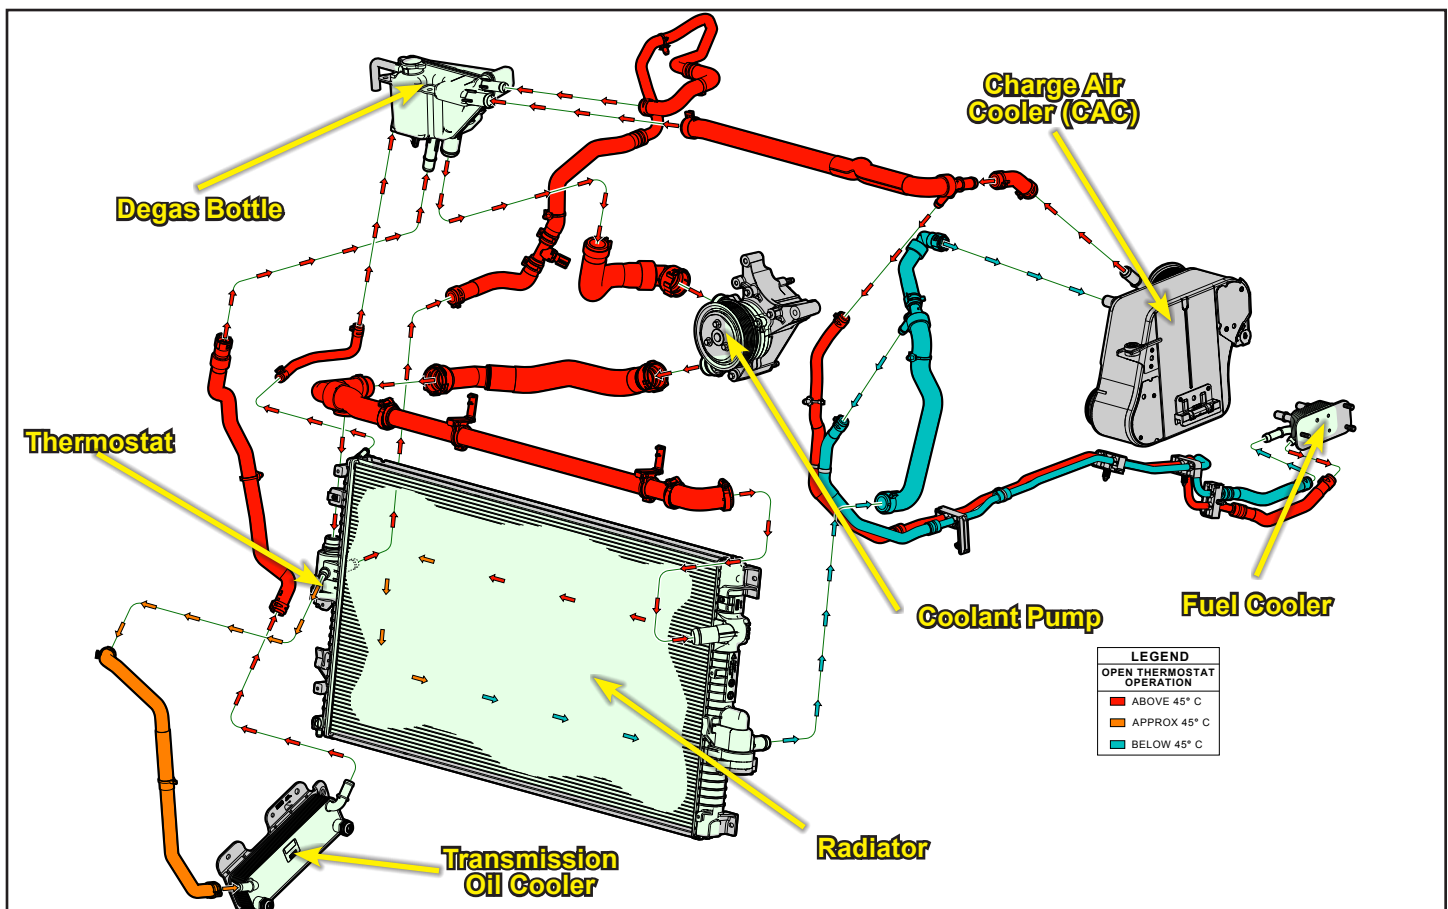 Charge Air
Cooler (CAC)
Degas Bottle
Thermostat
Coolant Pump
Fuel Cooler
LEGEND
OPEN THERMOSTAT
OPERATION
ABOVE 45° C
APPROX 45° C
BELOW 45° C
Radiator
Transmission
Oil Cooler